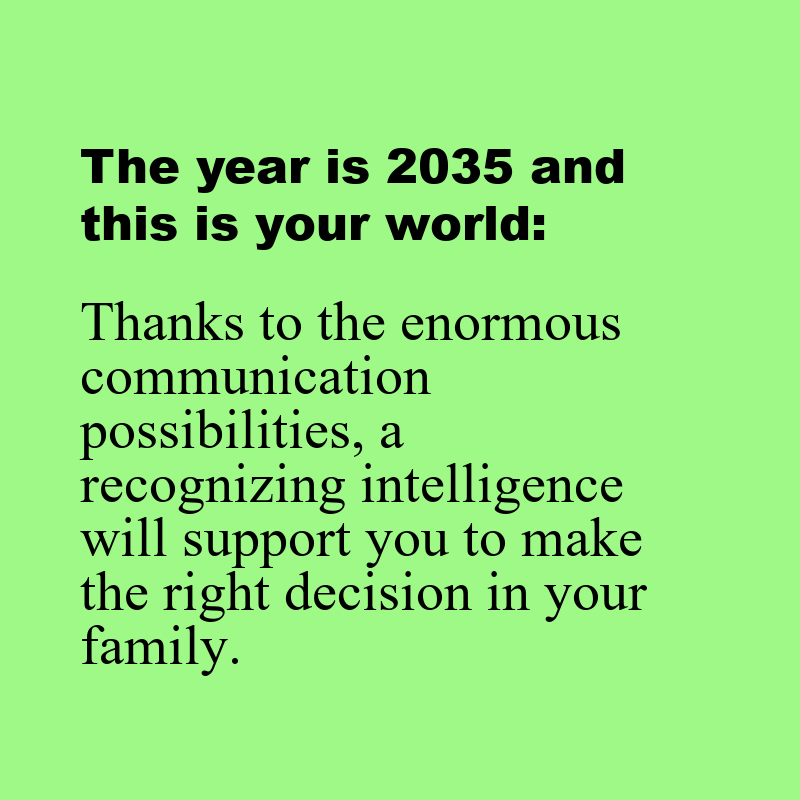 The year is 2035 and
this is your world:
Thanks to the enormous
communication
possibilities, a
recognizing intelligence
will support you to make
the right decision in your
family.